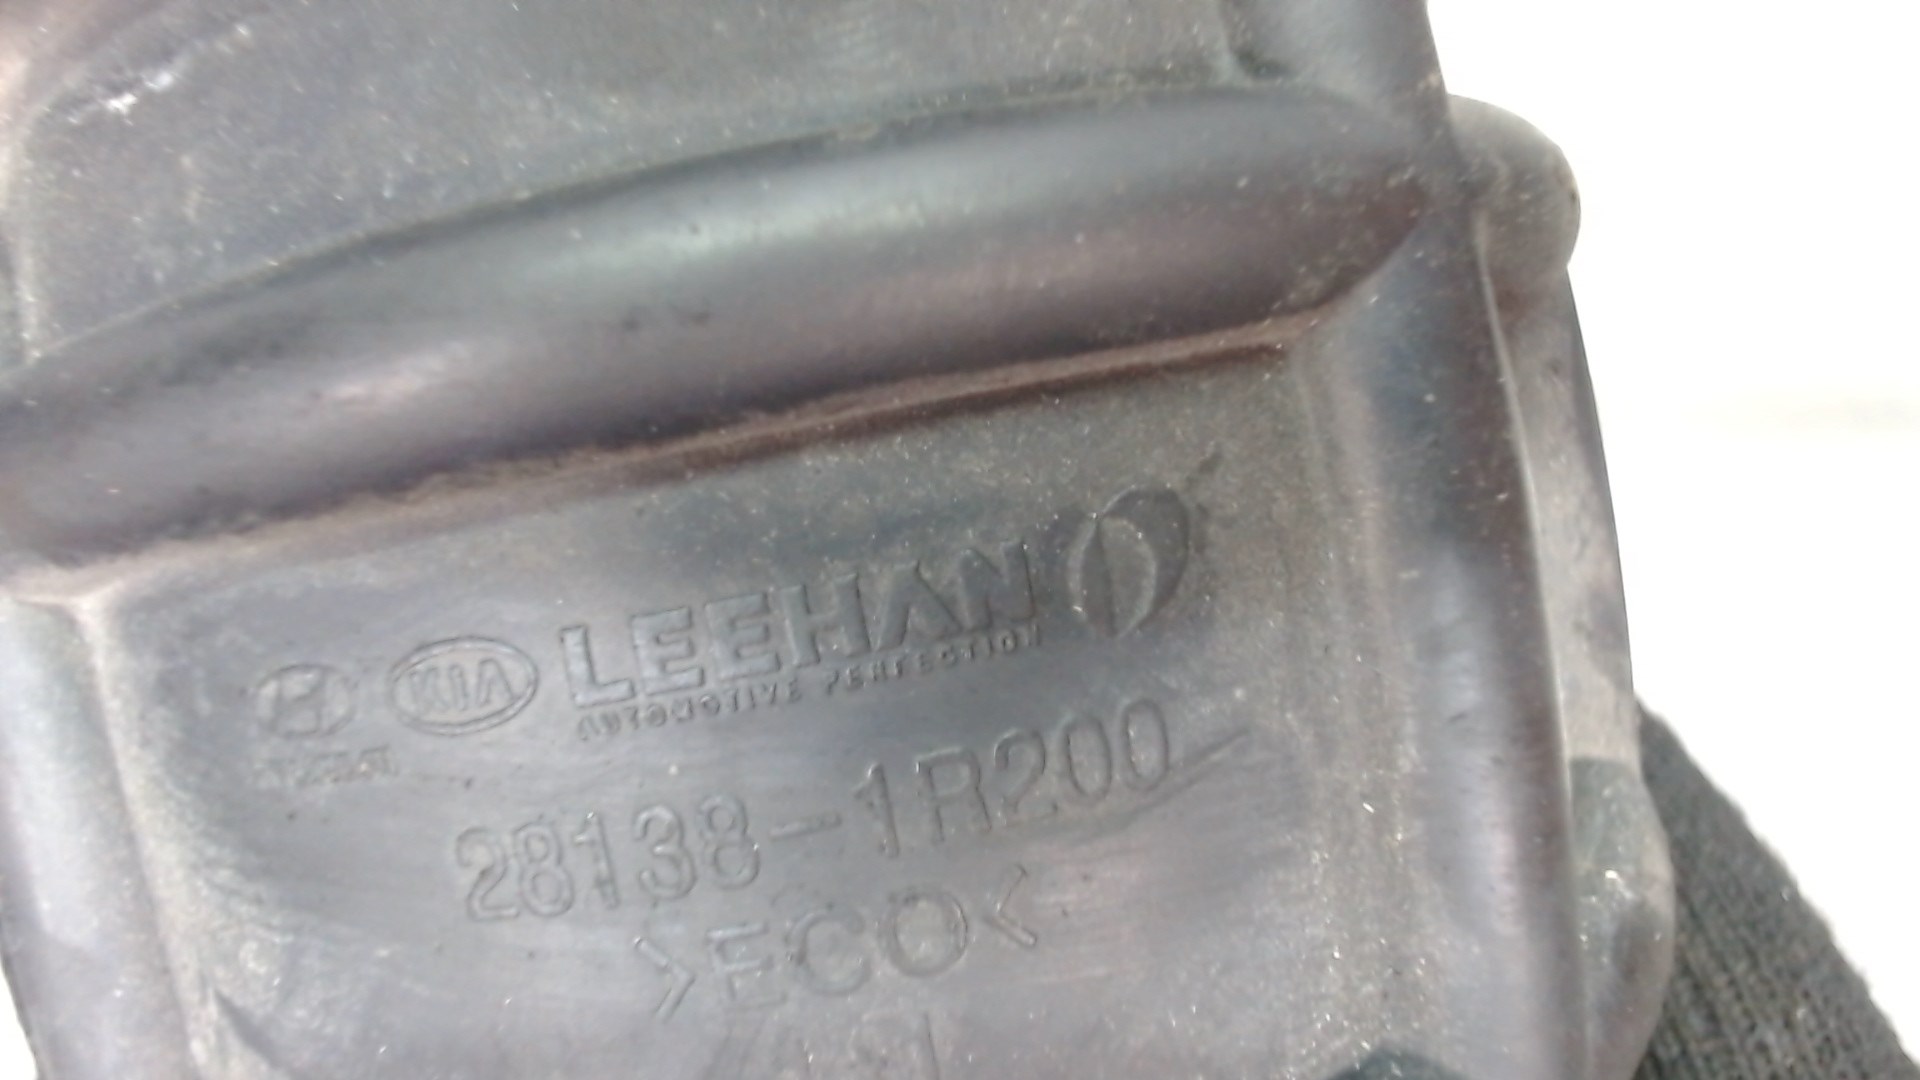 KIA LEEHAN
AUTOMOTIVE PERFECTION
28138-1R200
>ECO<